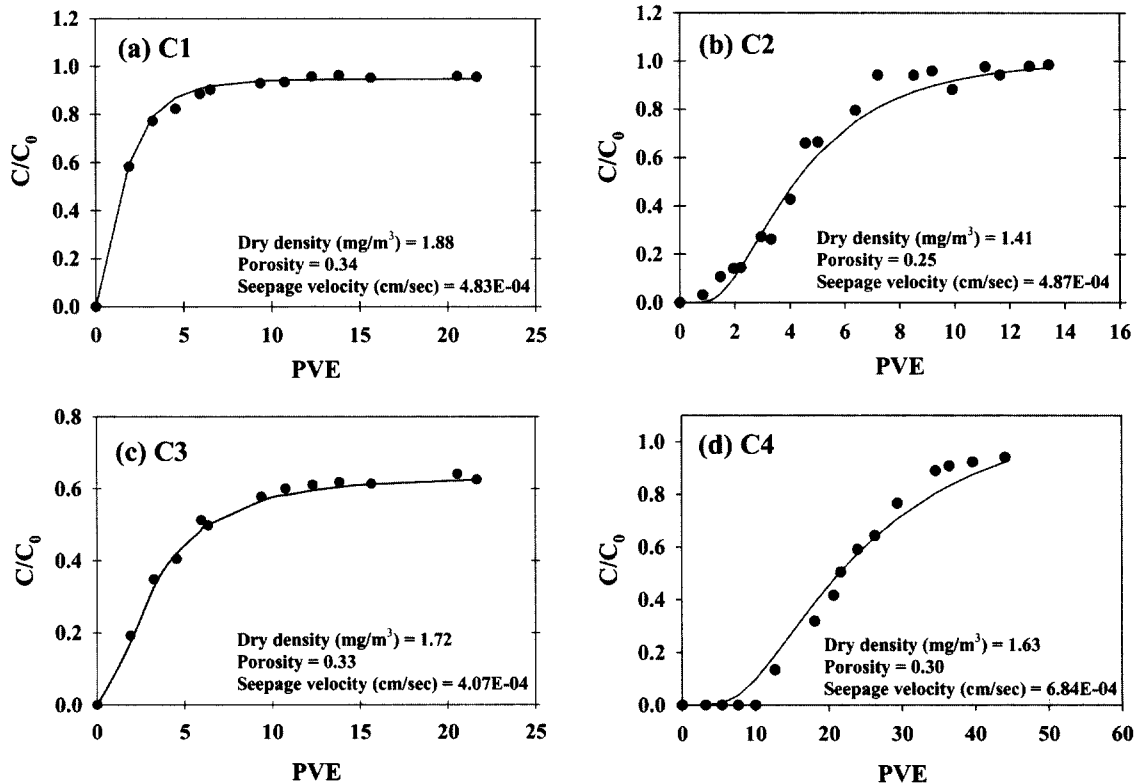 (a) C1
C/C0
1.2
1.0
0.8
0.6
0.4
0.2
0.0
Dry density (mg/m³) = 1.88
Porosity = 0.34
Seepage velocity (cm/sec) = 4.83E-04
0 5 10 15 20 25
PVE
(b) C2
C/C0
1.2
1.0
0.8
0.6
0.4
0.2
0.0
Dry density (mg/m³) = 1.41
Porosity = 0.25
Seepage velocity (cm/sec) = 4.87E-04
0 2 4 6 8 10 12 14 16
PVE
(c) C3
C/C0
0.8
0.6
0.4
0.2
0.0
Dry density (mg/m³) = 1.72
Porosity = 0.33
Seepage velocity (cm/sec) = 4.07E-04
0 5 10 15 20 25
PVE
(d) C4
C/C0
1.0
0.8
0.6
0.4
0.2
0.0
Dry density (mg/m³) = 1.63
Porosity = 0.30
Seepage velocity (cm/sec) = 6.84E-04
0 10 20 30 40 50 60
PVE